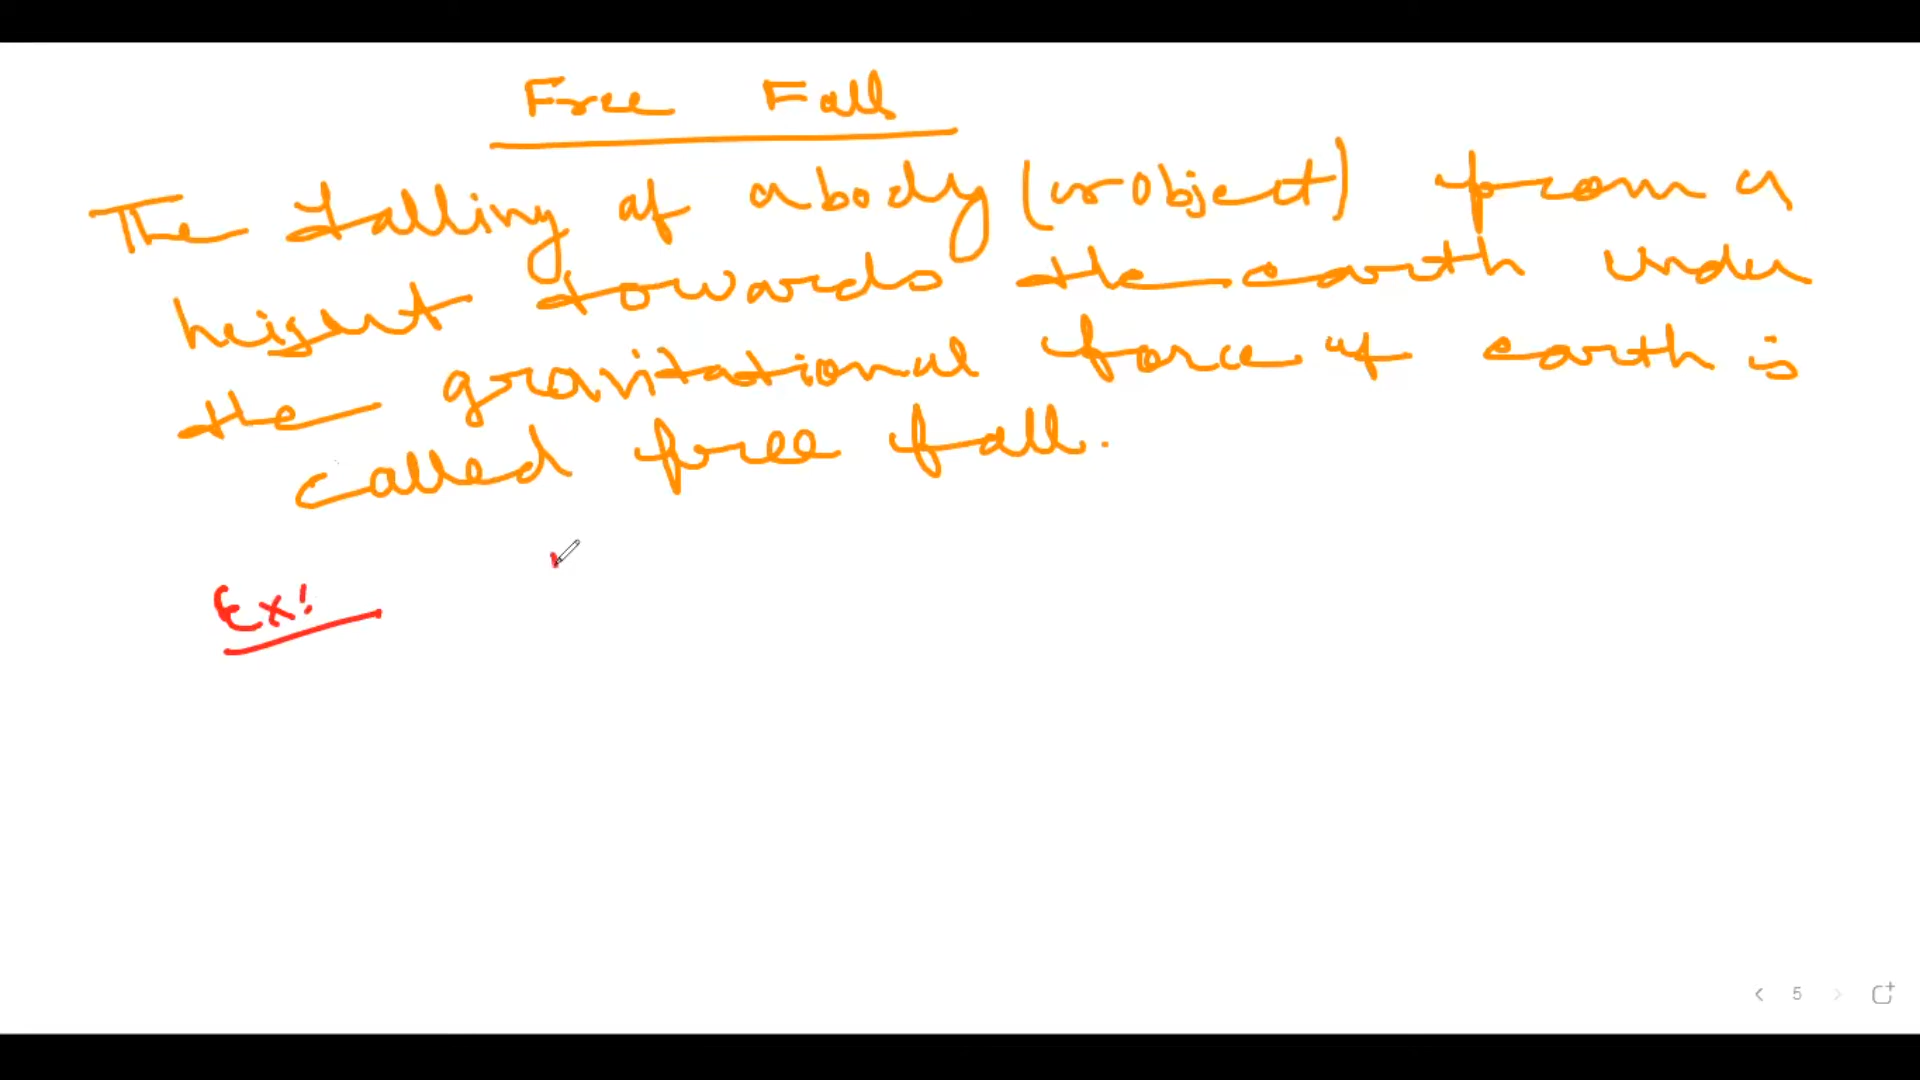 Free Fall
The falling of a body (or object) from a
height towards the earth under
the gravitational force of earth is
called free fall.
Ex:
5